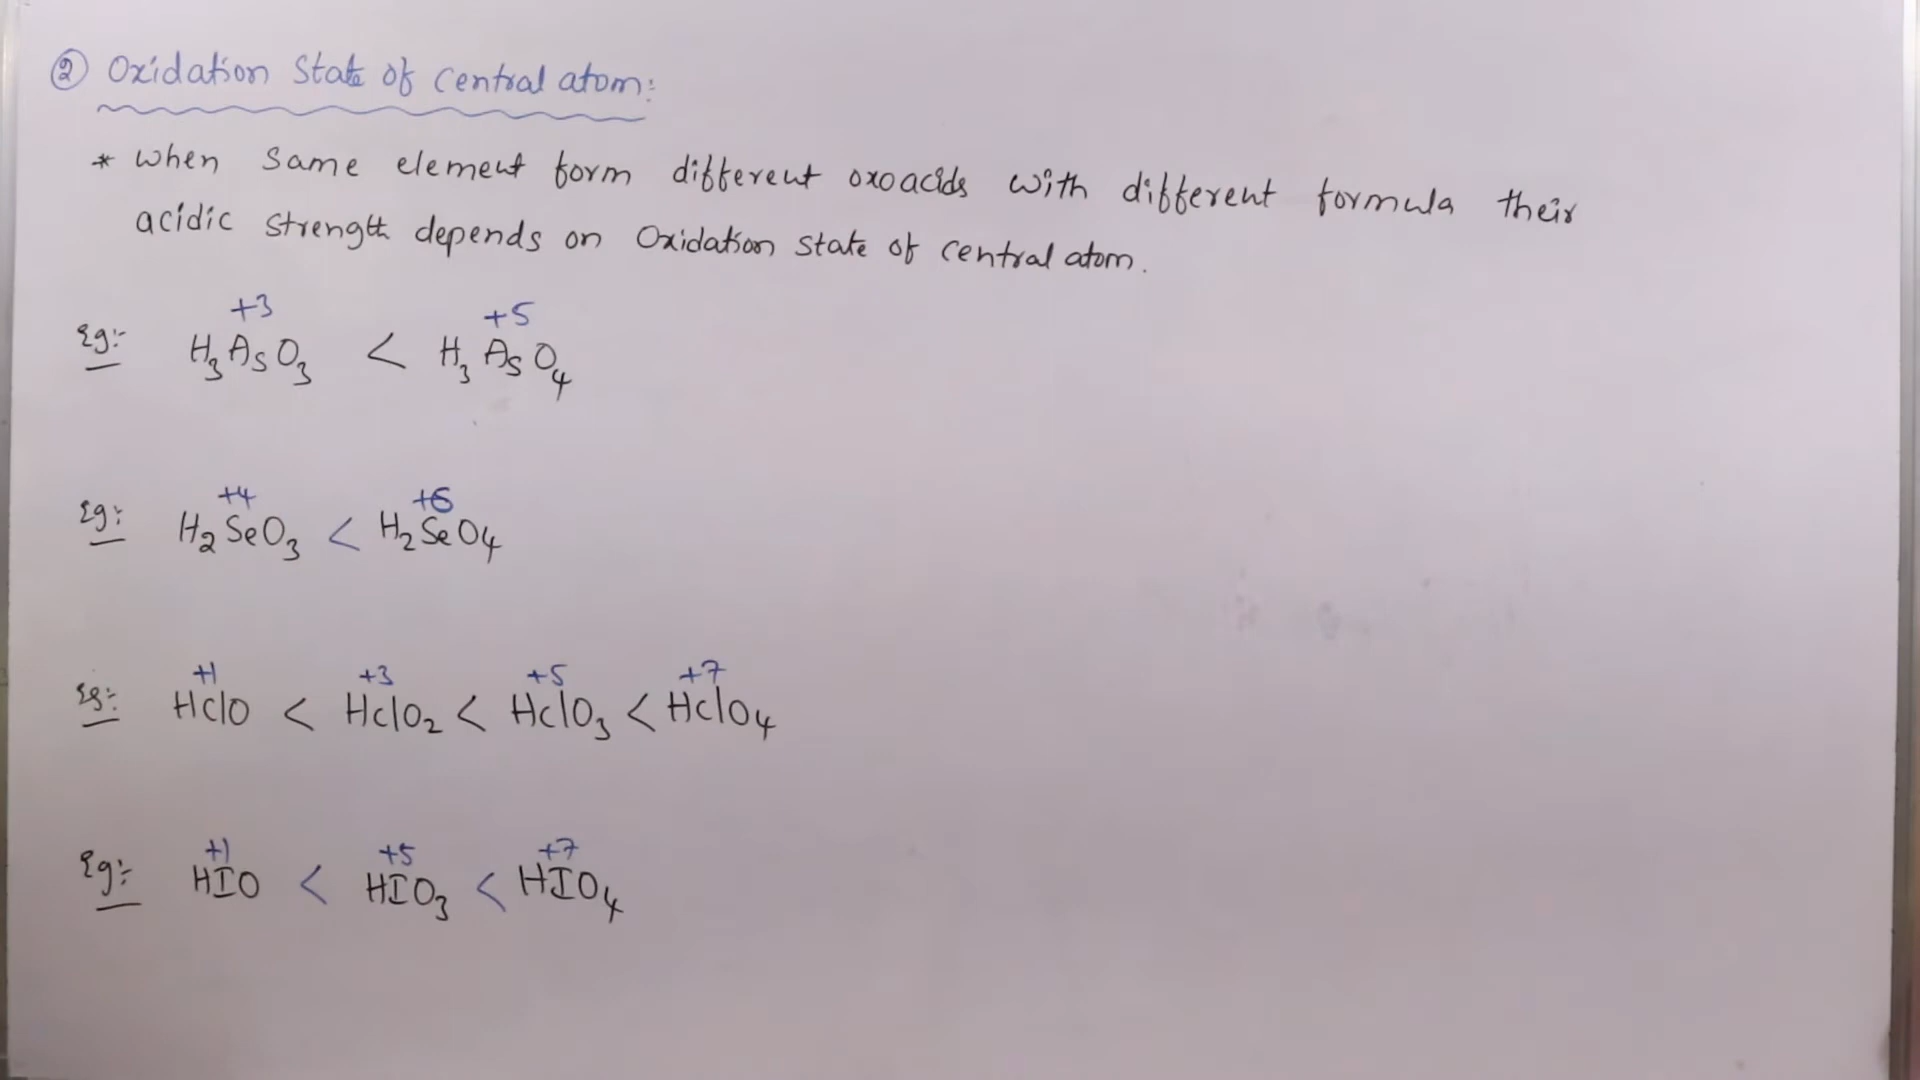 ② Oxidation State of central atom:
* when same element form different oxoacids with different formula their
acidic strength depends on Oxidation state of central atom.
+3 +5
Eg:- H₃AsO₃ < H₃AsO₄
+4 +6
Eg:- H₂SeO₃ < H₂SeO₄
+1 +3 +5 +7
Eg:- HClO < HClO₂ < HClO₃ < HClO₄
+1 +5 +7
Eg:- HIO < HIO₃ < HIO₄